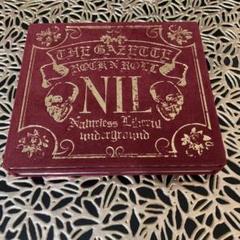 THE GAZETTE
ROCK N ROLL
NIL
Nameless Liberty
underground